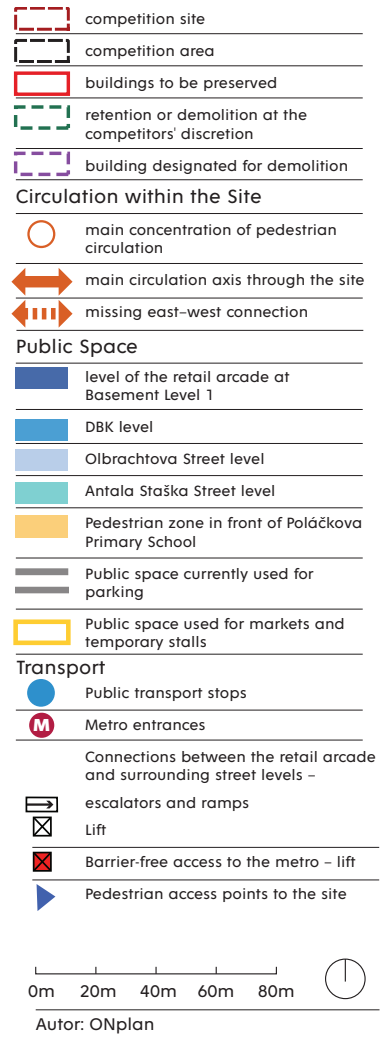 competition site
competition area
buildings to be preserved
retention or demolition at the
competitors' discretion
building designated for demolition
Circulation within the Site
main concentration of pedestrian
circulation
main circulation axis through the site
missing east–west connection
Public Space
level of the retail arcade at
Basement Level 1
DBK level
Olbrachtova Street level
Antala Staška Street level
Pedestrian zone in front of Poláčkova
Primary School
Public space currently used for
parking
Public space used for markets and
temporary stalls
Transport
Public transport stops
M Metro entrances
Connections between the retail arcade
and surrounding street levels –
escalators and ramps
Lift
Barrier-free access to the metro – lift
Pedestrian access points to the site
0m 20m 40m 60m 80m
Autor: ONplan